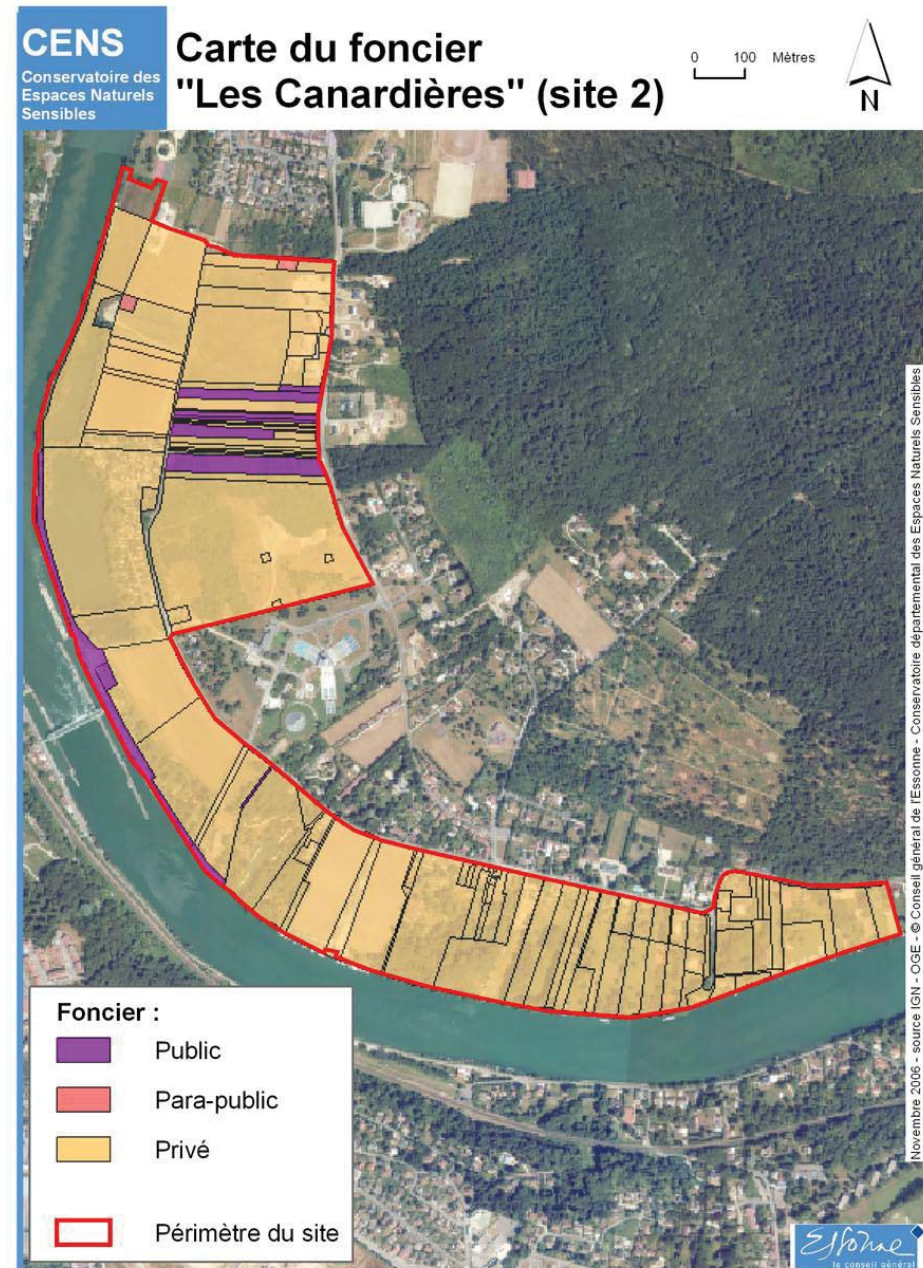 CENS
Conservatoire des
Espaces Naturels
Sensibles
Carte du foncier
"Les Canardières" (site 2)
0 100 Mètres
N
Novembre 2006 - source IGN - OGE - © Conseil général de l'Essonne - Conservatoire départemental des Espaces Naturels Sensibles
Foncier :
Public
Para-public
Privé
Périmètre du site
Essonne
le conseil général